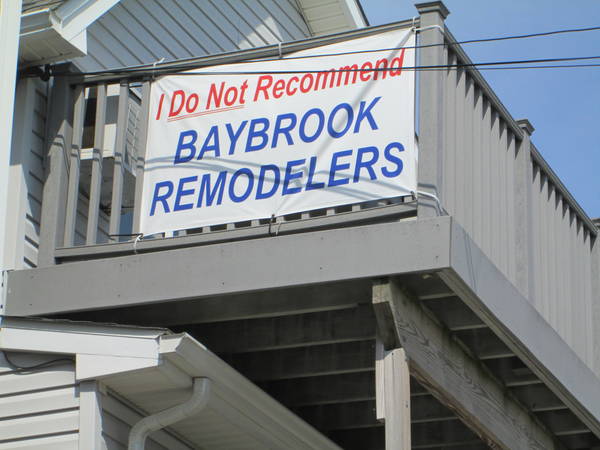 I Do Not Recommend
BAYBROOK
REMODELERS